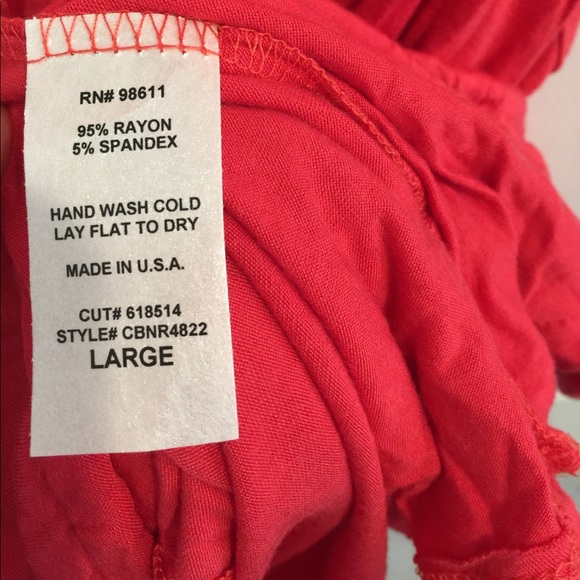 RN# 98611
95% RAYON
5% SPANDEX
HAND WASH COLD
LAY FLAT TO DRY
MADE IN U.S.A.
CUT# 618514
STYLE# CBNR4822
LARGE